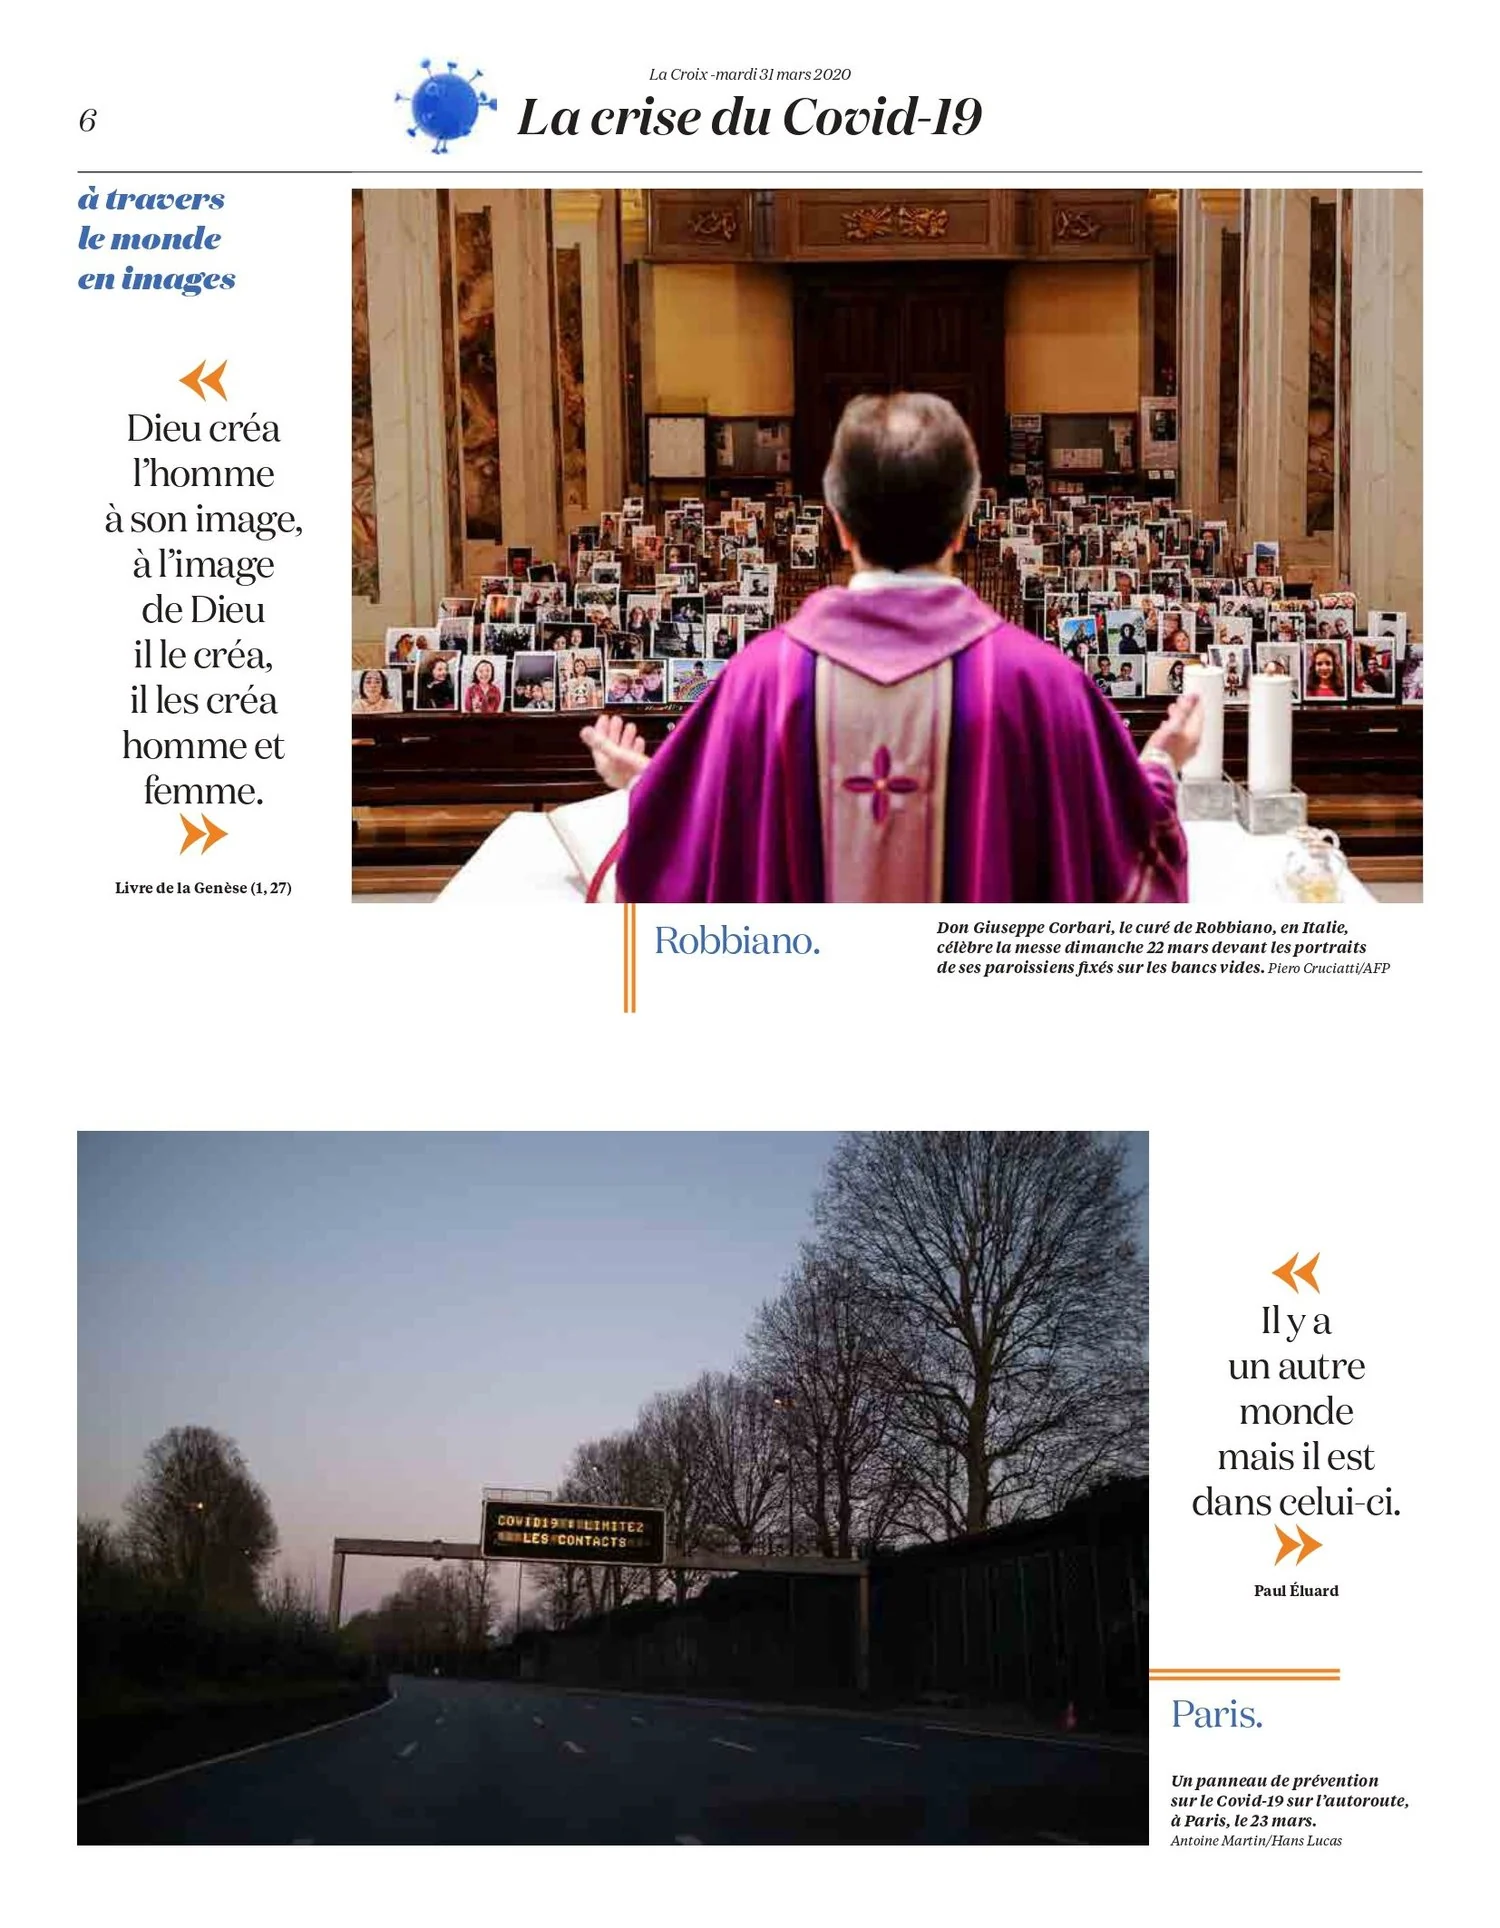 La Croix -mardi 31 mars 2020
6
La crise du Covid-19
à travers
le monde
en images
«
Dieu créa
l’homme
à son image,
à l’image
de Dieu
il le créa,
il les créa
homme et
femme.
»
Livre de la Genèse (1, 27)
Robbiano.
Don Giuseppe Corbari, le curé de Robbiano, en Italie,
célèbre la messe dimanche 22 mars devant les portraits
de ses paroissiens fixés sur les bancs vides. Piero Cruciatti/AFP
COVID19 : LIMITEZ
LES CONTACTS
«
Il y a
un autre
monde
mais il est
dans celui-ci.
»
Paul Éluard
Paris.
Un panneau de prévention
sur le Covid-19 sur l’autoroute,
à Paris, le 23 mars.
Antoine Martin/Hans Lucas